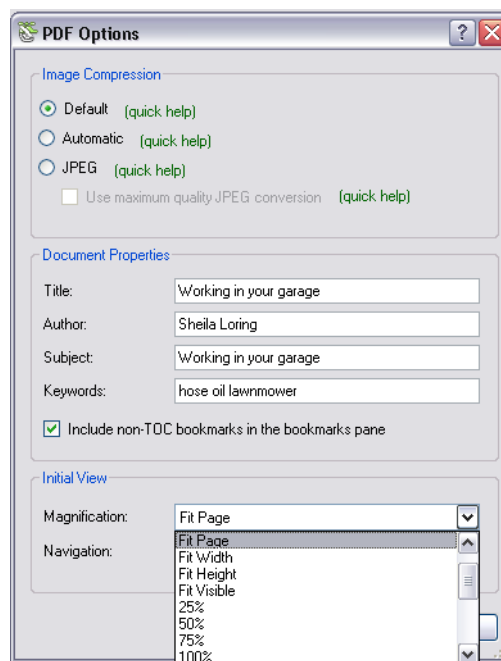 PDF Options
Image Compression
Default (quick help)
Automatic (quick help)
JPEG (quick help)
Use maximum quality JPEG conversion (quick help)
Document Properties
Title: Working in your garage
Author: Sheila Loring
Subject: Working in your garage
Keywords: hose oil lawnmower
Include non-TOC bookmarks in the bookmarks pane
Initial View
Magnification: Fit Page
Fit Page
Navigation:
Fit Width
Fit Height
Fit Visible
25%
50%
75%
100%